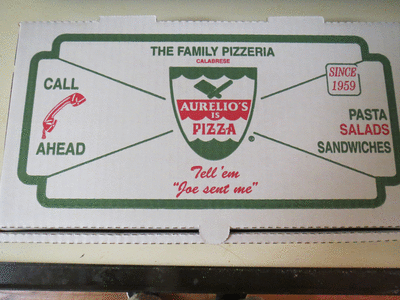 THE FAMILY PIZZERIA
CALABRESE
CALL
AHEAD
AURELIO'S
IS
PIZZA
®
SINCE
1959
PASTA
SALADS
SANDWICHES
Tell 'em
"Joe sent me"